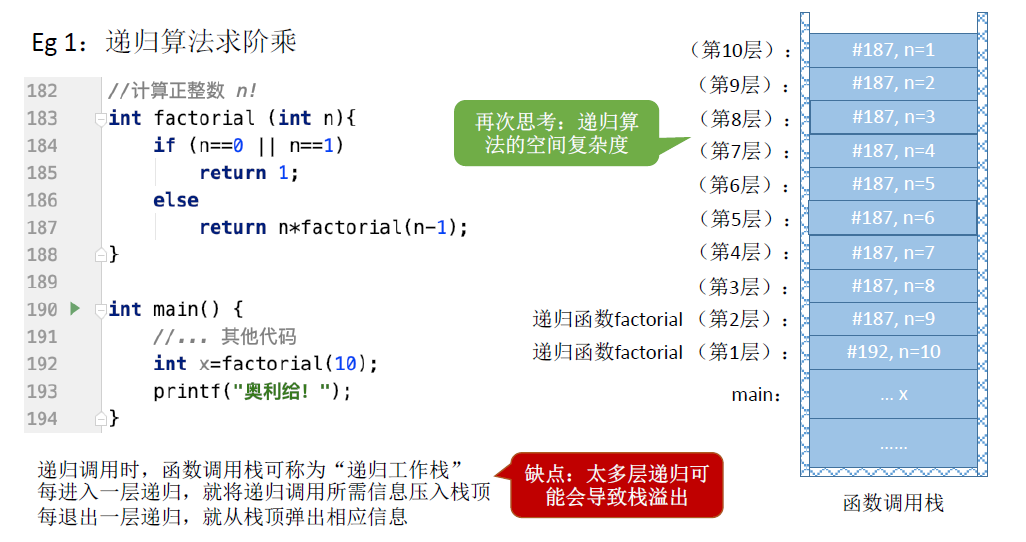 Eg 1：递归算法求阶乘
182 //计算正整数 n!
183 int factorial (int n){
184 if (n==0 || n==1)
185 return 1;
186 else
187 return n*factorial(n-1);
188 }
189
190 int main() {
191 //... 其他代码
192 int x=factorial(10);
193 printf("奥利给！");
194 }
再次思考：递归算
法的空间复杂度
（第10层）： #187, n=1
（第9层）： #187, n=2
（第8层）： #187, n=3
（第7层）： #187, n=4
（第6层）： #187, n=5
（第5层）： #187, n=6
（第4层）： #187, n=7
（第3层）： #187, n=8
递归函数factorial （第2层）： #187, n=9
递归函数factorial （第1层）： #192, n=10
main： ... x
......
函数调用栈
递归调用时，函数调用栈可称为“递归工作栈”
每进入一层递归，就将递归调用所需信息压入栈顶
每退出一层递归，就从栈顶弹出相应信息
缺点：太多层递归可
能会导致栈溢出